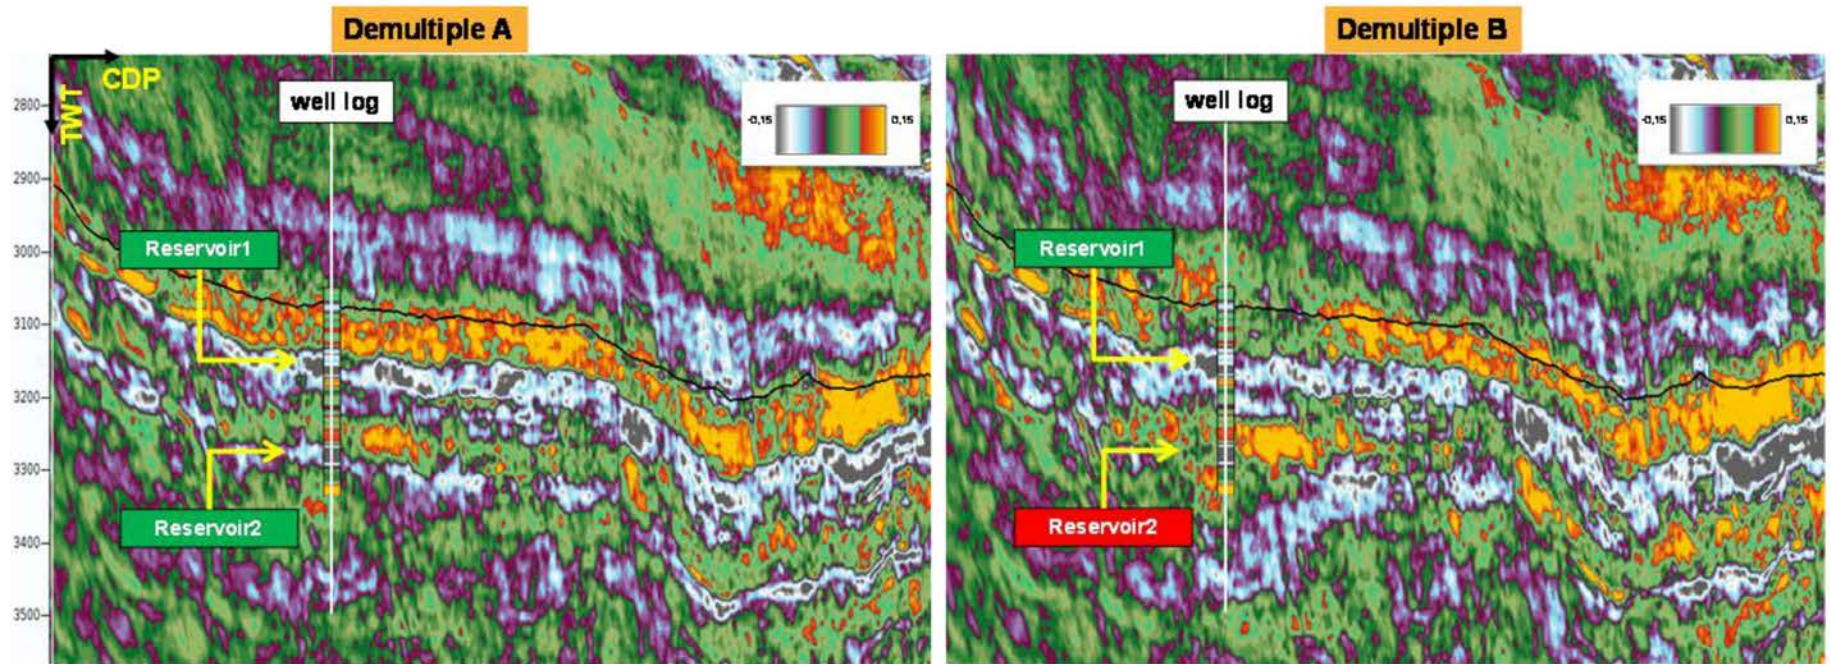 Demultiple A
Demultiple B
CDP
TWT
well log
-0,15
0,15
well log
-0,15
0,15
2800
2900
3000
3100
3200
3300
3400
3500
Reservoir1
Reservoir1
Reservoir2
Reservoir2